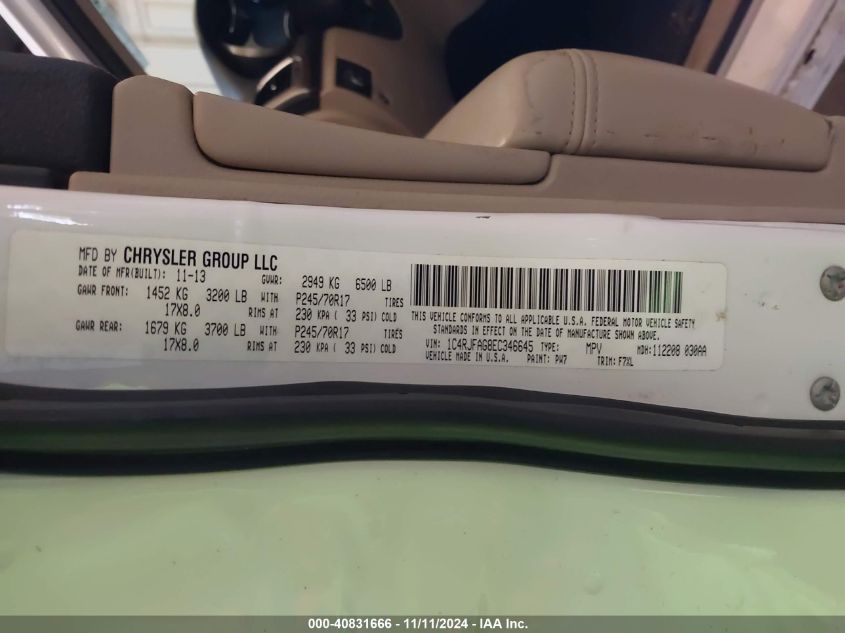 MFD BY CHRYSLER GROUP LLC
DATE OF MFR(BUILT): 11-13 GVWR: 2949 KG 6500 LB
GAWR FRONT: 1452 KG 3200 LB WITH P245/70R17 TIRES
17X8.0 RIMS AT 230 KPA ( 33 PSI) COLD
GAWR REAR: 1679 KG 3700 LB WITH P245/70R17 TIRES
17X8.0 RIMS AT 230 KPA ( 33 PSI) COLD
THIS VEHICLE CONFORMS TO ALL APPLICABLE U.S.A. FEDERAL MOTOR VEHICLE SAFETY
STANDARDS IN EFFECT ON THE DATE OF MANUFACTURE SHOWN ABOVE.
VIN: 1C4RJFAG8EC346645 TYPE: MPV MDH:112208 030AA
VEHICLE MADE IN U.S.A. PAINT: PW7 TRIM: F7XL
000-40831666 - 11/11/2024 - IAA Inc.